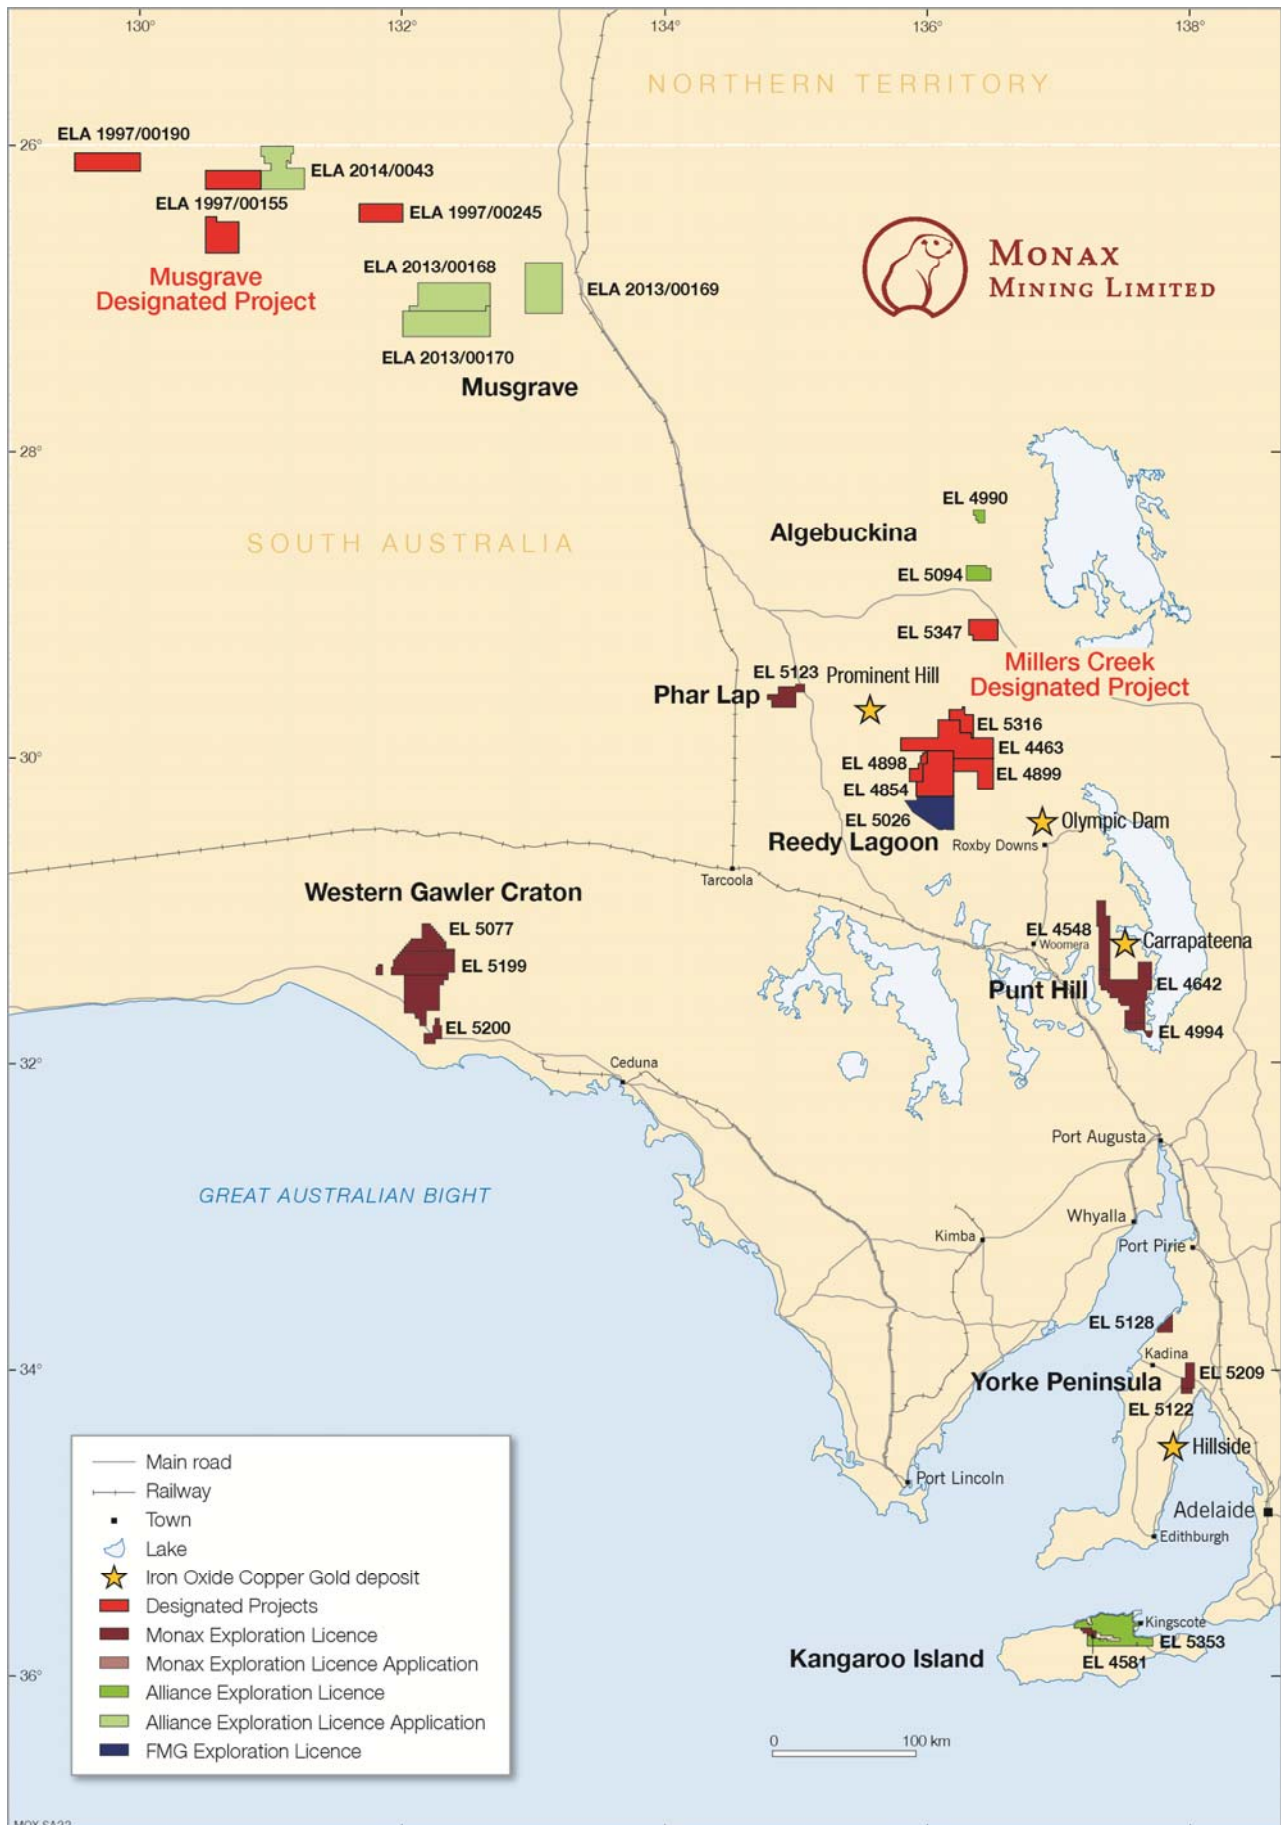 130°
132°
134°
136°
138°
NORTHERN TERRITORY
26°
ELA 1997/00190
ELA 2014/0043
ELA 1997/00155
ELA 1997/00245
Musgrave
Designated Project
MONAX
MINING LIMITED
ELA 2013/00168
ELA 2013/00169
ELA 2013/00170
Musgrave
28°
EL 4990
Algebuckina
SOUTH AUSTRALIA
EL 5094
EL 5347
Millers Creek
Designated Project
EL 5123
Prominent Hill
Phar Lap
EL 5316
EL 4463
30°
EL 4898
EL 4899
EL 4854
EL 5026
Olympic Dam
Reedy Lagoon
Roxby Downs
Tarcoola
Western Gawler Craton
EL 5077
EL 4548
Woomera
Carrapateena
EL 5199
EL 4642
Punt Hill
EL 5200
EL 4994
32°
Ceduna
Port Augusta
GREAT AUSTRALIAN BIGHT
Whyalla
Kimba
Port Pirie
EL 5128
Kadina
34°
EL 5209
Yorke Peninsula
EL 5122
Hillside
Port Lincoln
Adelaide
Edithburgh
Kingscote
EL 5353
Kangaroo Island
EL 4581
36°
0 100 km
Main road
Railway
Town
Lake
Iron Oxide Copper Gold deposit
Designated Projects
Monax Exploration Licence
Monax Exploration Licence Application
Alliance Exploration Licence
Alliance Exploration Licence Application
FMG Exploration Licence